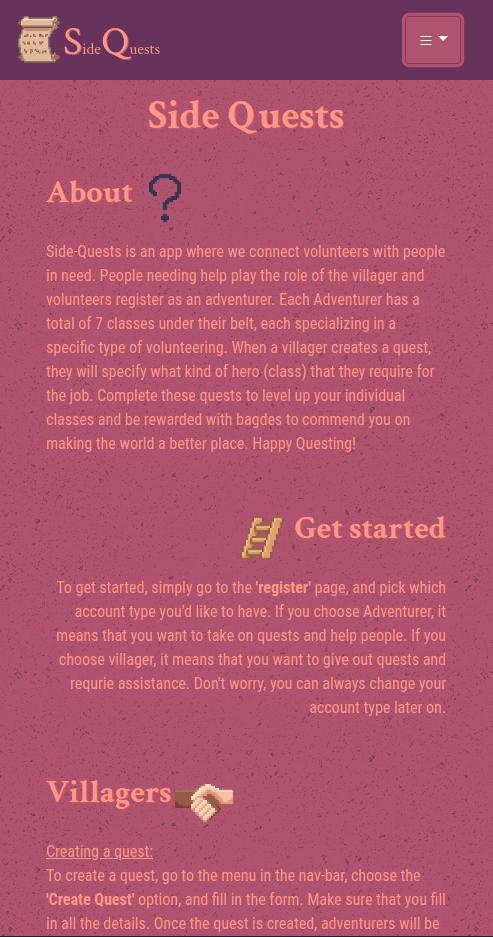 SideQuests
Side Quests
About
Side-Quests is an app where we connect volunteers with people
in need. People needing help play the role of the villager and
volunteers register as an adventurer. Each Adventurer has a
total of 7 classes under their belt, each specializing in a
specific type of volunteering. When a villager creates a quest,
they will specify what kind of hero (class) that they require for
the job. Complete these quests to level up your individual
classes and be rewarded with bagdes to commend you on
making the world a better place. Happy Questing!
Get started
To get started, simply go to the 'register' page, and pick which
account type you'd like to have. If you choose Adventurer, it
means that you want to take on quests and help people. If you
choose villager, it means that you want to give out quests and
requrie assistance. Don't worry, you can always change your
account type later on.
Villagers
Creating a quest:
To create a quest, go to the menu in the nav-bar, choose the
'Create Quest' option, and fill in the form. Make sure that you fill
in all the details. Once the quest is created, adventurers will be